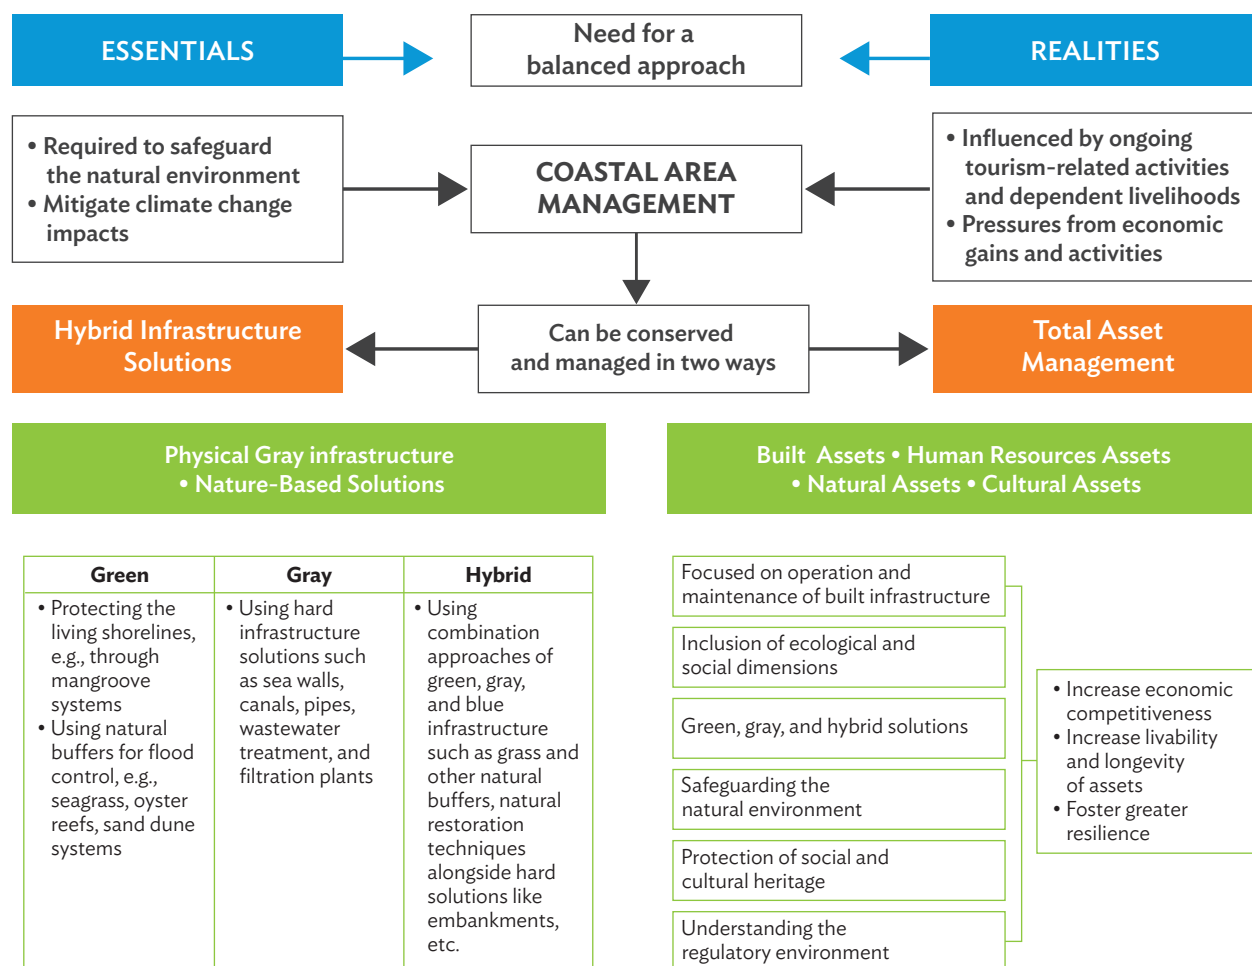 ESSENTIALS
Need for a
balanced approach
REALITIES
• Required to safeguard
the natural environment
• Mitigate climate change
impacts
COASTAL AREA
MANAGEMENT
• Influenced by ongoing
tourism-related activities
and dependent livelihoods
• Pressures from economic
gains and activities
Hybrid Infrastructure
Solutions
Can be conserved
and managed in two ways
Total Asset
Management
Physical Gray infrastructure
• Nature-Based Solutions
Built Assets • Human Resources Assets
• Natural Assets • Cultural Assets
Green
• Protecting the
living shorelines,
e.g., through
mangroove
systems
• Using natural
buffers for flood
control, e.g.,
seagrass, oyster
reefs, sand dune
systems
Gray
• Using hard
infrastructure
solutions such
as sea walls,
canals, pipes,
wastewater
treatment, and
filtration plants
Hybrid
• Using
combination
approaches of
green, gray,
and blue
infrastructure
such as grass and
other natural
buffers, natural
restoration
techniques
alongside hard
solutions like
embankments,
etc.
Focused on operation and
maintenance of built infrastructure
Inclusion of ecological and
social dimensions
Green, gray, and hybrid solutions
Safeguarding the
natural environment
Protection of social and
cultural heritage
Understanding the
regulatory environment
• Increase economic
competitiveness
• Increase livability
and longevity
of assets
• Foster greater
resilience